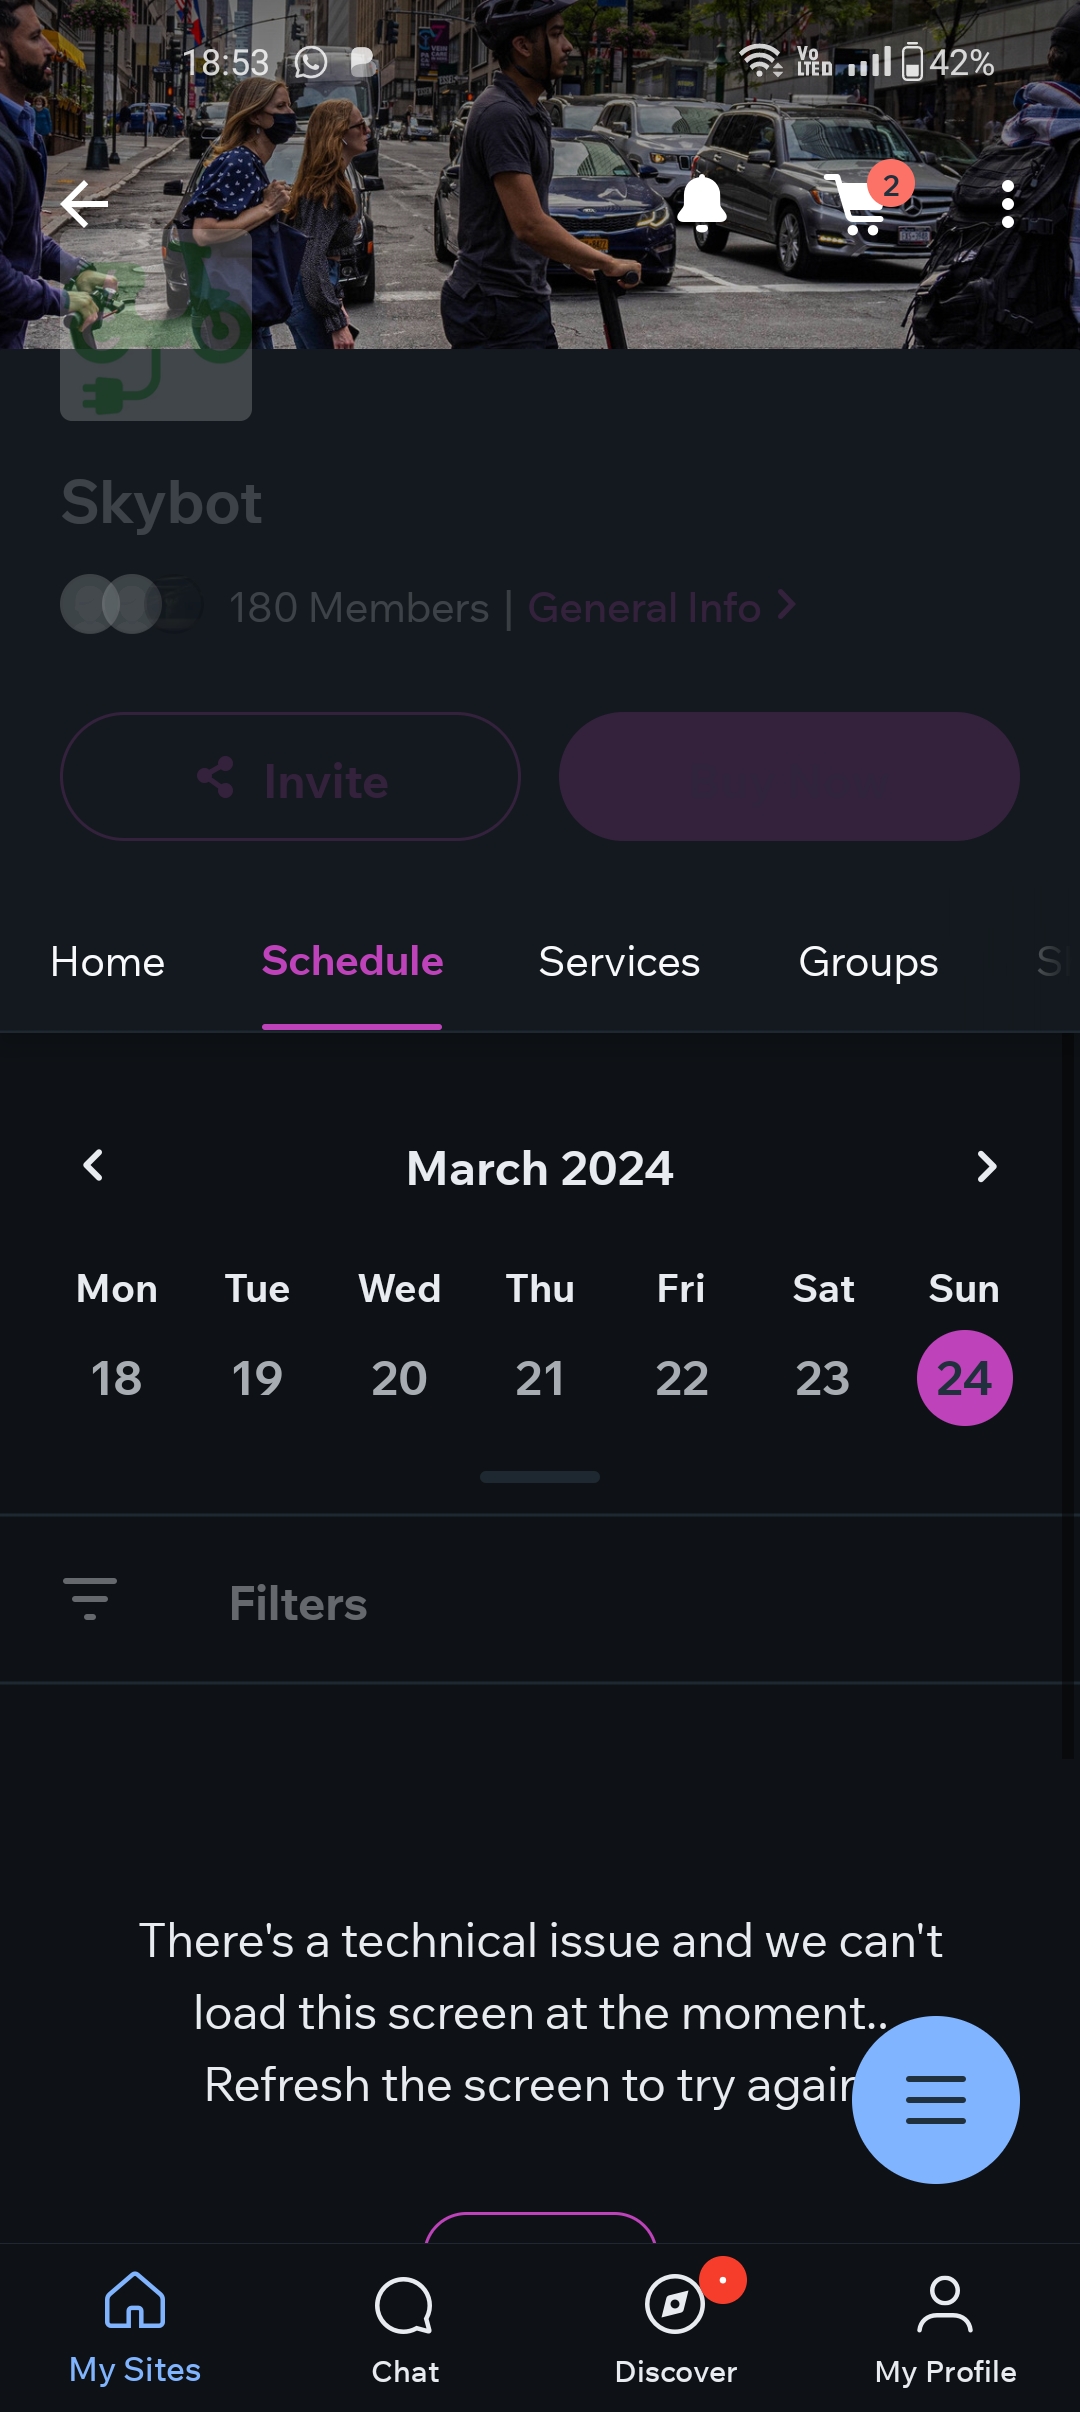 18:53 Vo LTED 42%
2
Skybot
180 Members | General Info
Invite
Home Schedule Services Groups
March 2024
Mon Tue Wed Thu Fri Sat Sun
18 19 20 21 22 23 24
Filters
There's a technical issue and we can't
load this screen at the moment..
Refresh the screen to try again
My Sites Chat Discover My Profile